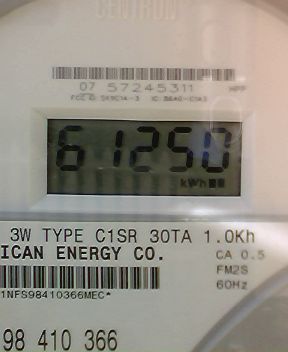 CENTRON
07 57245311
61250
kWh
3W TYPE C1SR 30TA 1.0Kh
ICAN ENERGY CO.
CA 0.5
FM2S
60Hz
1NFS98410366MEC*
98 410 366